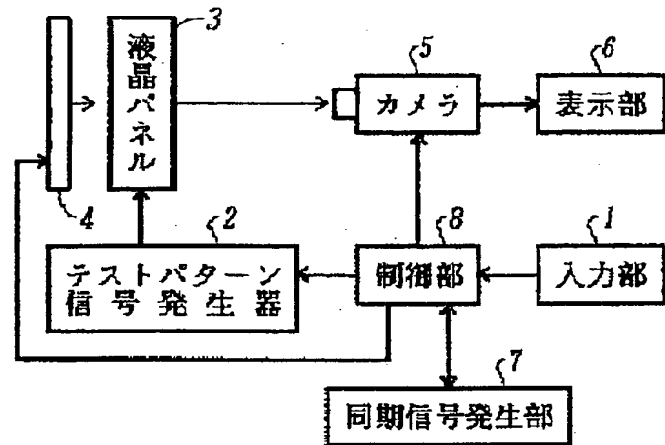 3
液晶パネル
5
カメラ
6
表示部
4
2
テストパターン
信号発生器
8
制御部
1
入力部
7
同期信号発生部